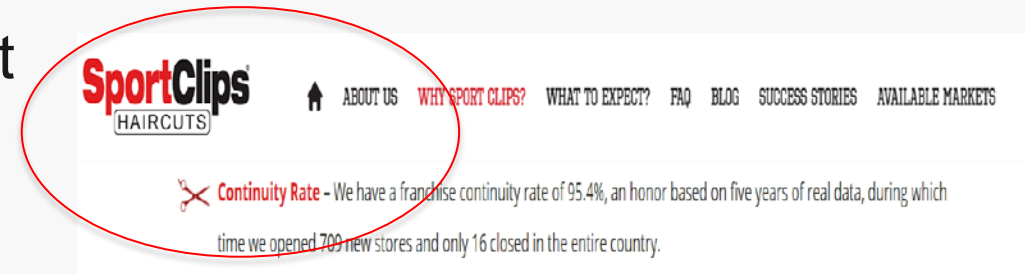 t
SportClips
HAIRCUTS
ABOUT US WHY SPORT CLIPS? WHAT TO EXPECT? FAQ BLOG SUCCESS STORIES AVAILABLE MARKETS
Continuity Rate – We have a franchise continuity rate of 95.4%, an honor based on five years of real data, during which
time we opened 709 new stores and only 16 closed in the entire country.